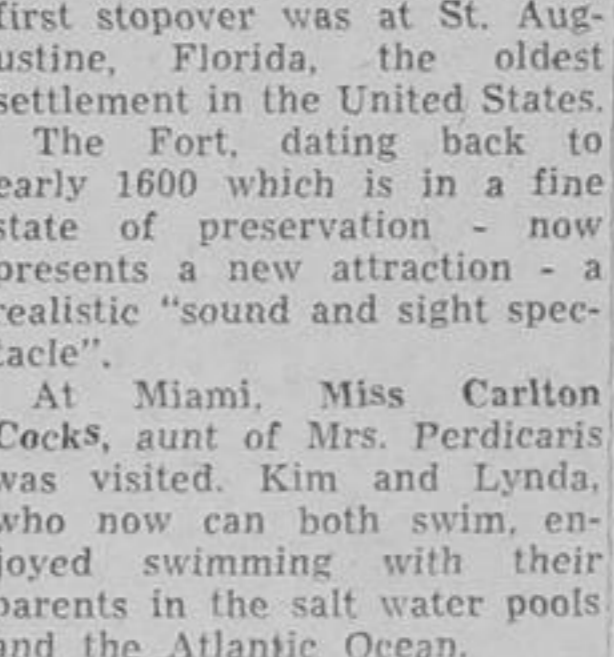 first stopover was at St. Aug-
ustine, Florida, the oldest
settlement in the United States.
The Fort, dating back to
early 1600 which is in a fine
state of preservation - now
presents a new attraction - a
realistic "sound and sight spec-
tacle".
At Miami, Miss Carlton
Cocks, aunt of Mrs. Perdicaris
was visited. Kim and Lynda,
who now can both swim, en-
joyed swimming with their
parents in the salt water pools
and the Atlantic Ocean.